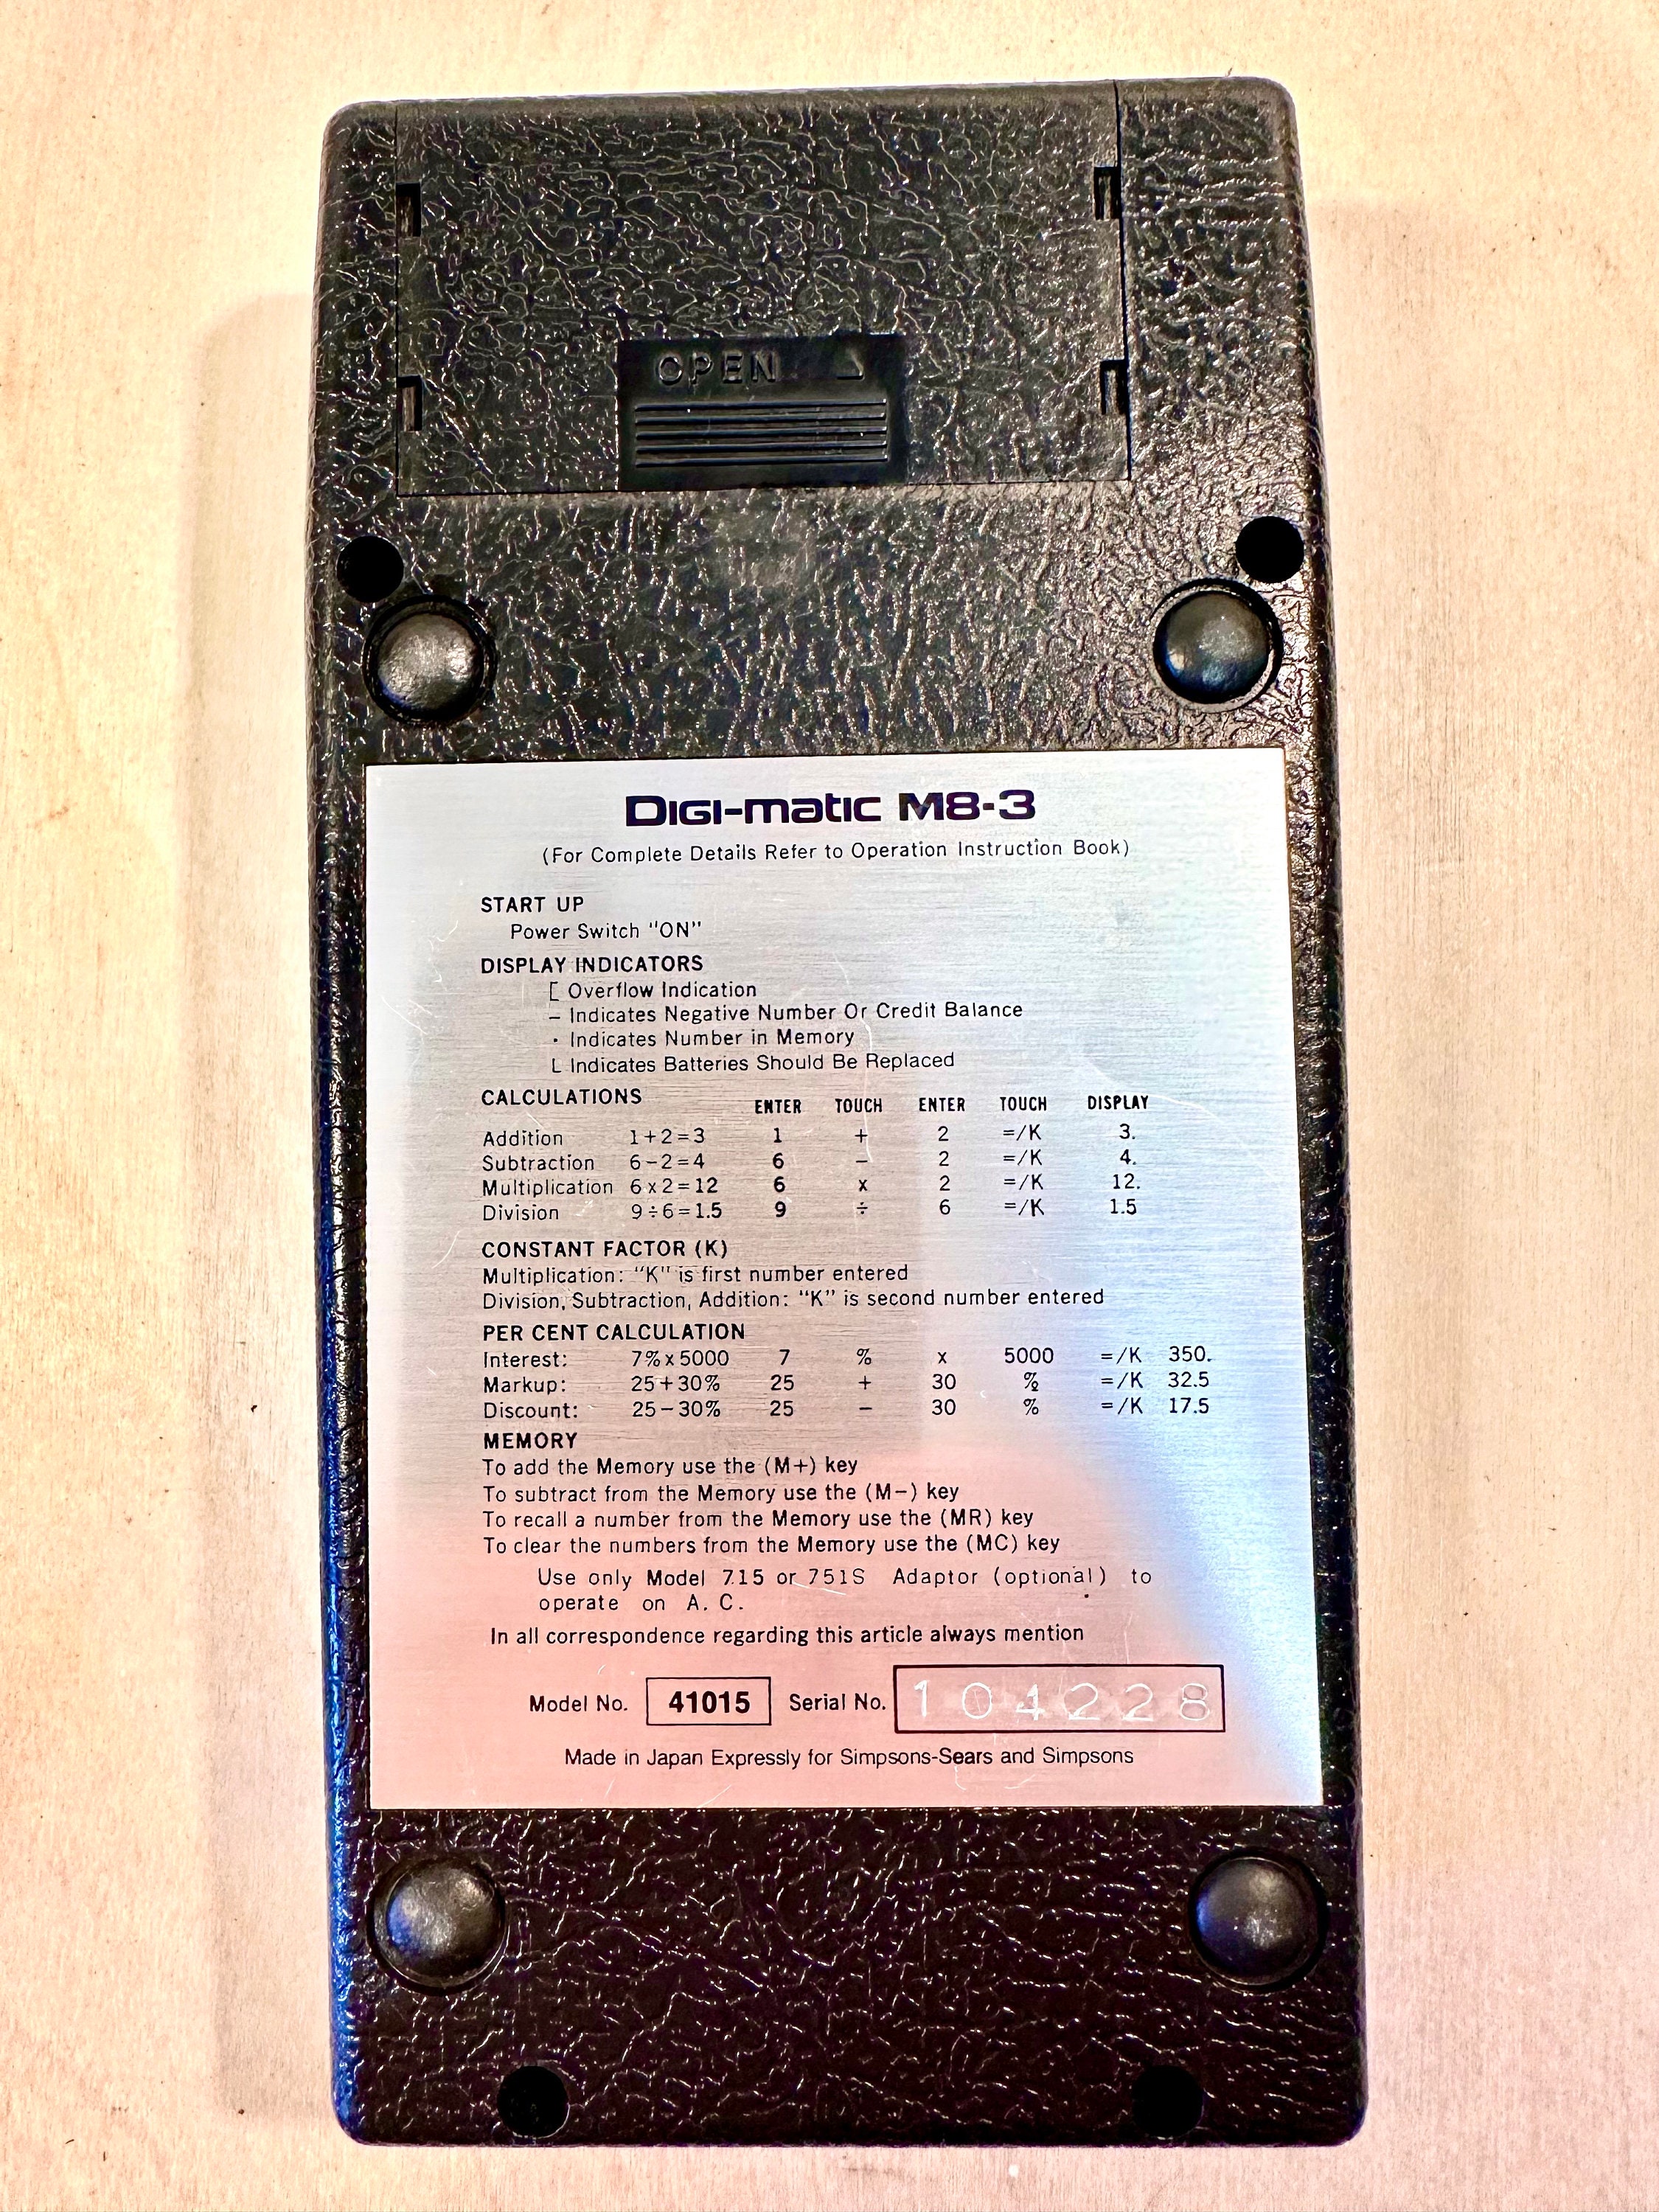 OPEN
DIGI-matic M8-3
(For Complete Details Refer to Operation Instruction Book)
START UP
Power Switch "ON"
DISPLAY INDICATORS
[ Overflow Indication
– Indicates Negative Number Or Credit Balance
· Indicates Number in Memory
L Indicates Batteries Should Be Replaced
CALCULATIONS ENTER TOUCH ENTER TOUCH DISPLAY
Addition 1+2=3 1 + 2 =/K 3.
Subtraction 6–2=4 6 – 2 =/K 4.
Multiplication 6x2=12 6 x 2 =/K 12.
Division 9÷6=1.5 9 ÷ 6 =/K 1.5
CONSTANT FACTOR (K)
Multiplication: "K" is first number entered
Division, Subtraction, Addition: "K" is second number entered
PER CENT CALCULATION
Interest: 7%x5000 7 % x 5000 =/K 350.
Markup: 25+30% 25 + 30 % =/K 32.5
Discount: 25–30% 25 – 30 % =/K 17.5
MEMORY
To add the Memory use the (M+) key
To subtract from the Memory use the (M–) key
To recall a number from the Memory use the (MR) key
To clear the numbers from the Memory use the (MC) key
Use only Model 715 or 751S Adaptor (optional) to
operate on A. C.
In all correspondence regarding this article always mention
Model No. 41015 Serial No. 104228
Made in Japan Expressly for Simpsons-Sears and Simpsons